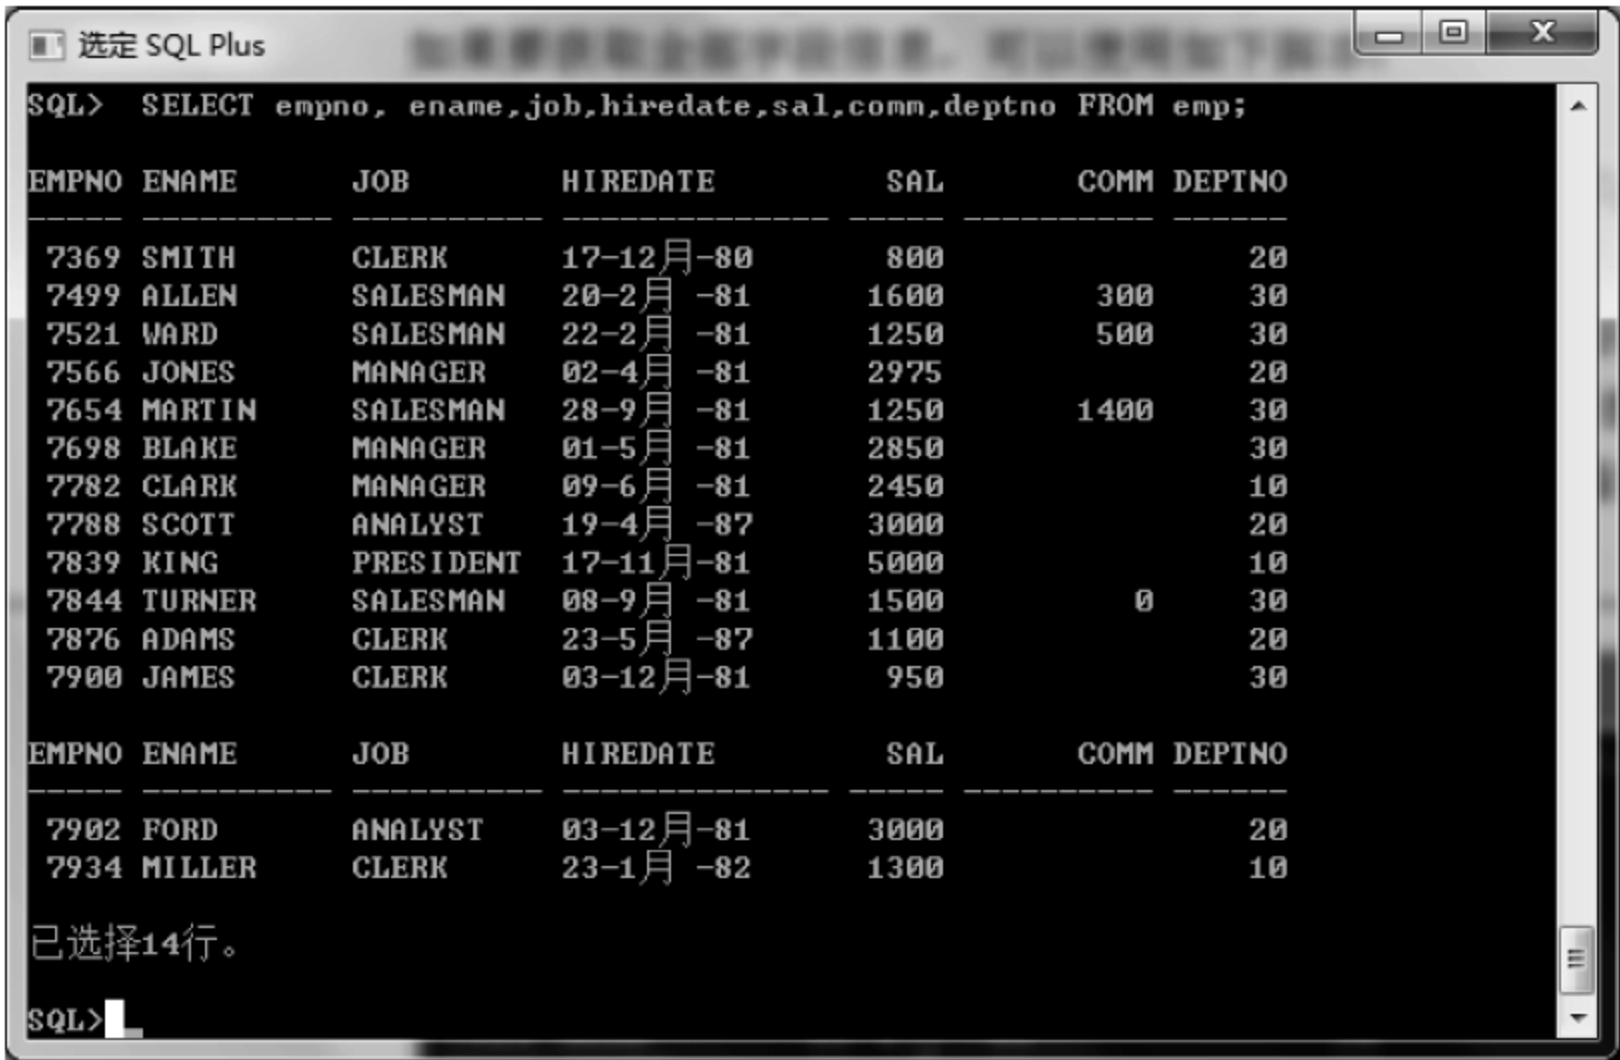 选定 SQL Plus
SQL> SELECT empno, ename,job,hiredate,sal,comm,deptno FROM emp;
EMPNO ENAME JOB HIREDATE SAL COMM DEPTNO
----- ---------- ---------- -------------- ----- ---------- ------
7369 SMITH CLERK 17-12月-80 800 20
7499 ALLEN SALESMAN 20-2月 -81 1600 300 30
7521 WARD SALESMAN 22-2月 -81 1250 500 30
7566 JONES MANAGER 02-4月 -81 2975 20
7654 MARTIN SALESMAN 28-9月 -81 1250 1400 30
7698 BLAKE MANAGER 01-5月 -81 2850 30
7782 CLARK MANAGER 09-6月 -81 2450 10
7788 SCOTT ANALYST 19-4月 -87 3000 20
7839 KING PRESIDENT 17-11月-81 5000 10
7844 TURNER SALESMAN 08-9月 -81 1500 0 30
7876 ADAMS CLERK 23-5月 -87 1100 20
7900 JAMES CLERK 03-12月-81 950 30
EMPNO ENAME JOB HIREDATE SAL COMM DEPTNO
----- ---------- ---------- -------------- ----- ---------- ------
7902 FORD ANALYST 03-12月-81 3000 20
7934 MILLER CLERK 23-1月 -82 1300 10
已选择14行。
SQL>